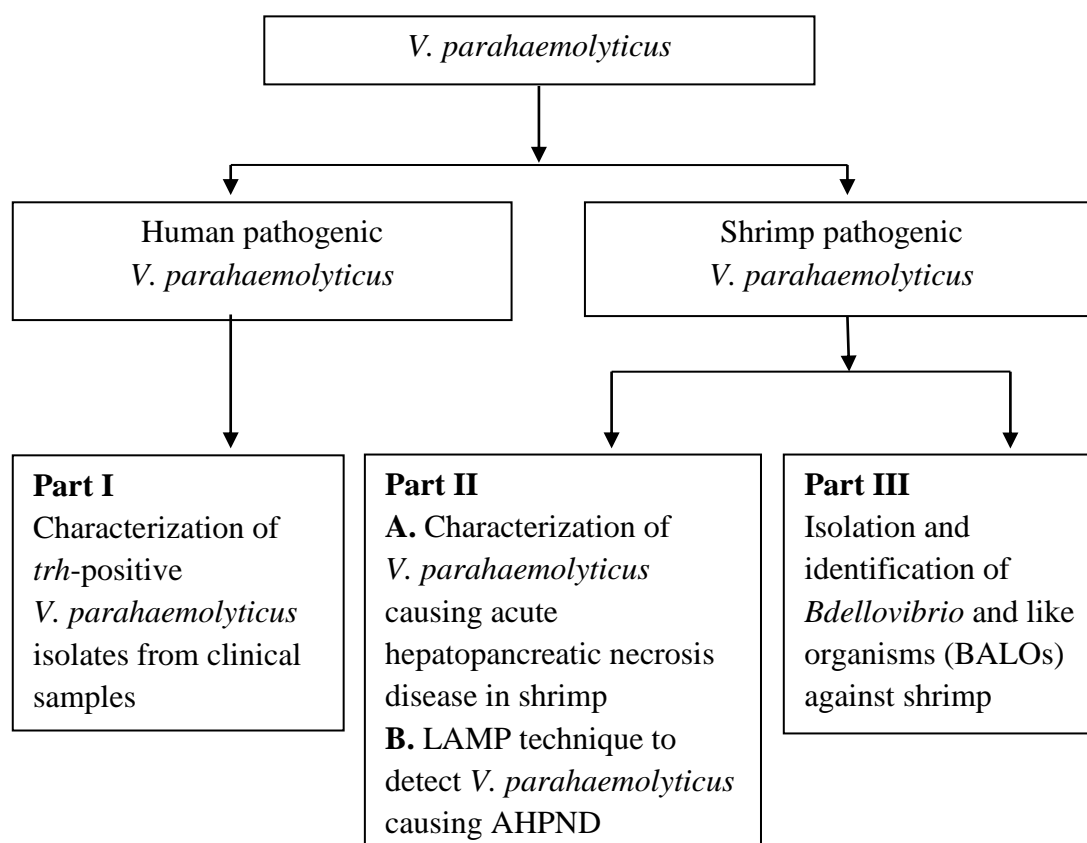 V. parahaemolyticus
Human pathogenic
V. parahaemolyticus
Shrimp pathogenic
V. parahaemolyticus
Part I
Characterization of
trh-positive
V. parahaemolyticus
isolates from clinical
samples
Part II
A. Characterization of
V. parahaemolyticus
causing acute
hepatopancreatic necrosis
disease in shrimp
B. LAMP technique to
detect V. parahaemolyticus
causing AHPND
Part III
Isolation and
identification of
Bdellovibrio and like
organisms (BALOs)
against shrimp